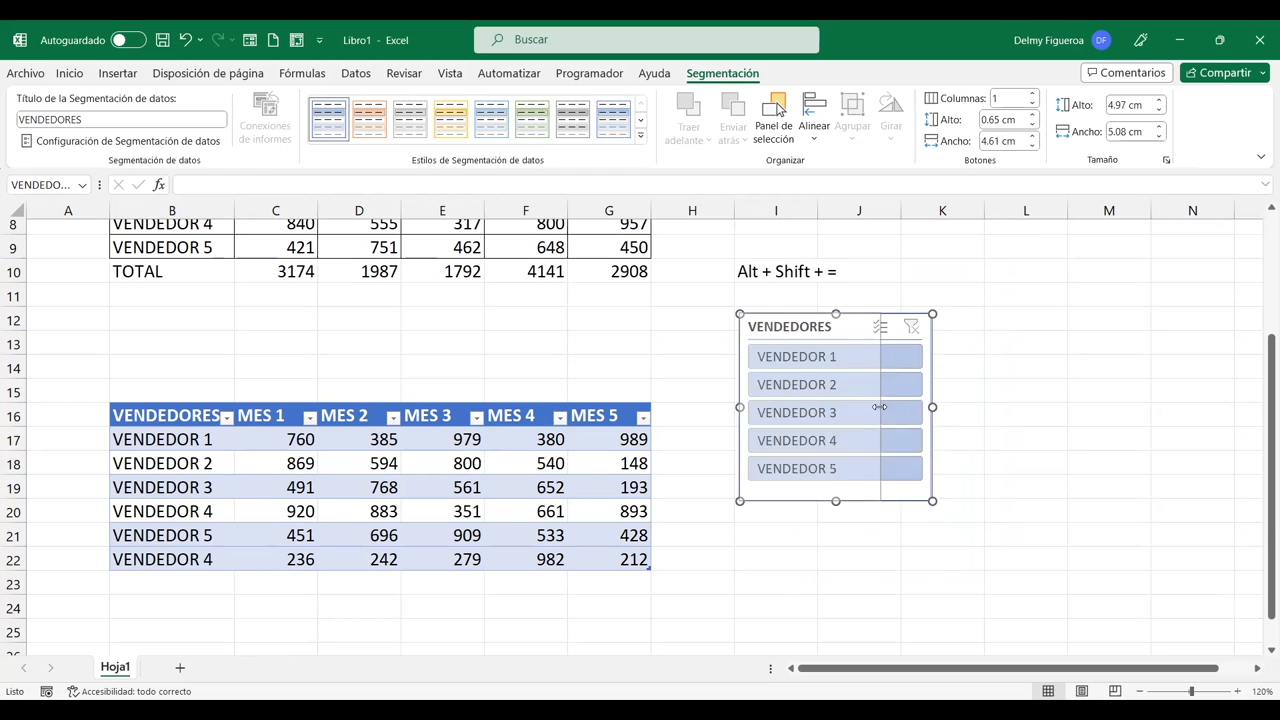 Autoguardado Libro1 - Excel Buscar Delmy Figueroa DF
Archivo Inicio Insertar Disposición de página Fórmulas Datos Revisar Vista Automatizar Programador Ayuda Segmentación Comentarios Compartir
Título de la Segmentación de datos:
VENDEDORES
Configuración de Segmentación de datos
Segmentación de datos
Conexiones
de informes
Estilos de Segmentación de datos
Traer
adelante
Enviar
atrás
Panel de
selección
Alinear
Agrupar
Girar
Organizar
Columnas: 1
Alto: 0.65 cm
Ancho: 4.61 cm
Botones
Alto: 4.97 cm
Ancho: 5.08 cm
Tamaño
VENDEDO... fx
A B C D E F G H I J K L M N
8 VENDEDOR 4 840 555 317 800 957
9 VENDEDOR 5 421 751 462 648 450
10 TOTAL 3174 1987 1792 4141 2908 Alt + Shift + =
11
12
13
14
15
16 VENDEDORES MES 1 MES 2 MES 3 MES 4 MES 5
17 VENDEDOR 1 760 385 979 380 989
18 VENDEDOR 2 869 594 800 540 148
19 VENDEDOR 3 491 768 561 652 193
20 VENDEDOR 4 920 883 351 661 893
21 VENDEDOR 5 451 696 909 533 428
22 VENDEDOR 4 236 242 279 982 212
23
24
25
VENDEDORES
VENDEDOR 1
VENDEDOR 2
VENDEDOR 3
VENDEDOR 4
VENDEDOR 5
Hoja1
Listo Accesibilidad: todo correcto 120%